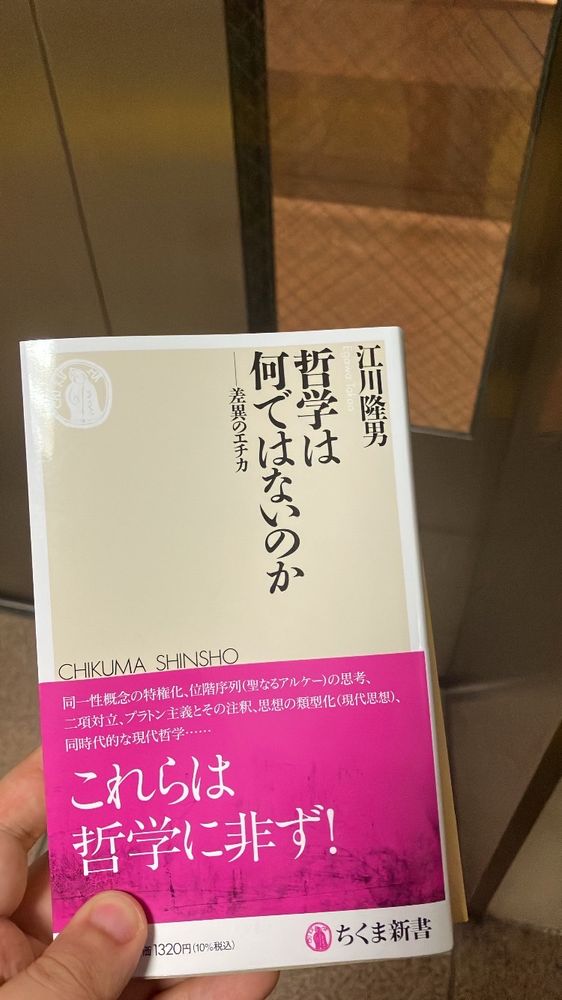 江川隆男
Egawa Takao
哲学は
何ではないのか
——差異のエチカ
CHIKUMA SHINSHO
同一性概念の特権化、位階序列(聖なるアルケー)の思考、
二項対立、プラトン主義とその注釈、思想の類型化(現代思想)、
同時代的な現代哲学……
これらは
哲学に非ず!
価1320円(10%税込)
ちくま新書